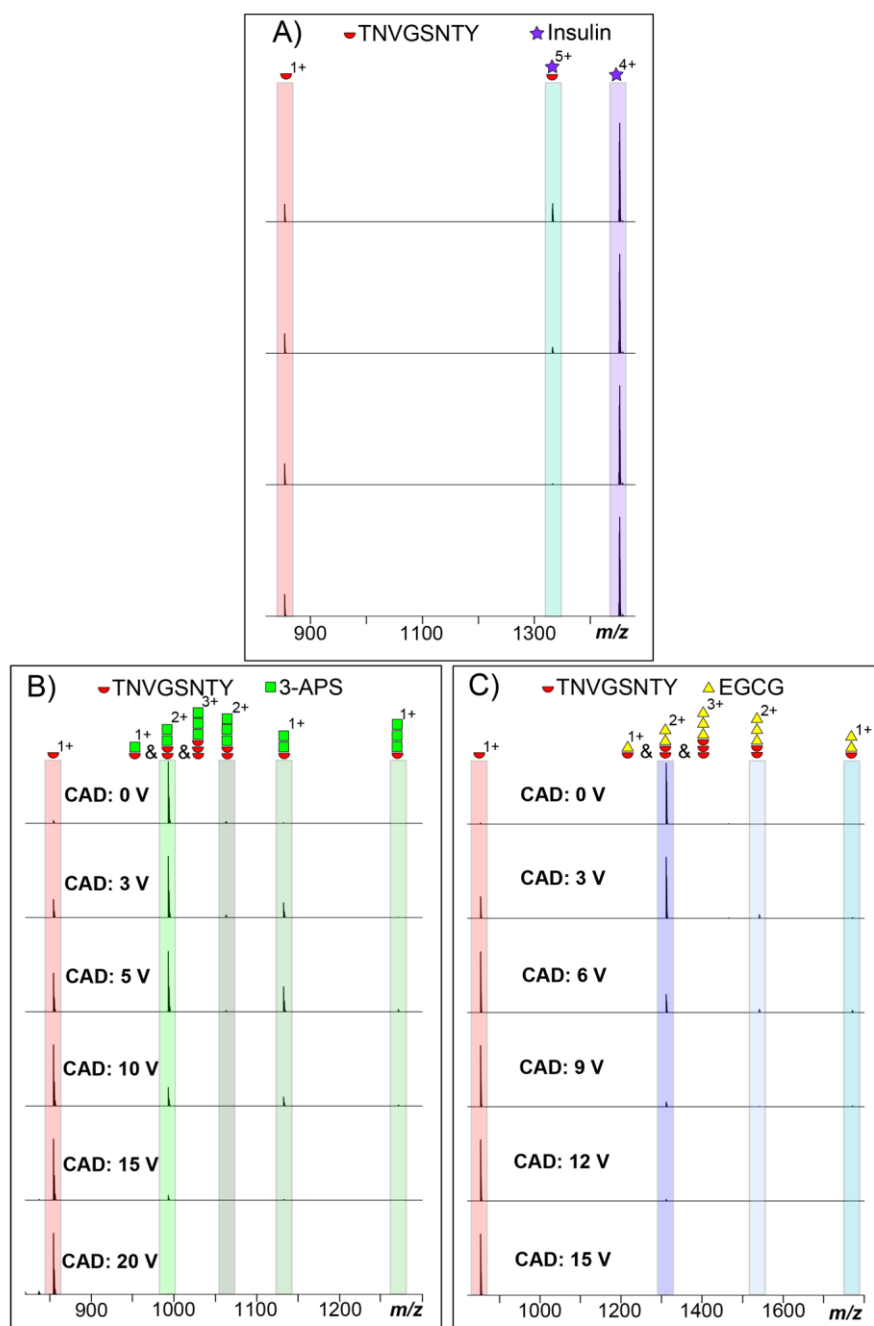 A)
TNVGSNTY Insulin
1+ 5+ 4+
900 1100 1300 m/z
B)
TNVGSNTY 3-APS
1+ 1+ & 2+ & 3+ 2+ 1+ 1+
CAD: 0 V
CAD: 3 V
CAD: 5 V
CAD: 10 V
CAD: 15 V
CAD: 20 V
900 1000 1100 1200 m/z
C)
TNVGSNTY EGCG
1+ 1+ & 2+ & 3+ 2+ 1+
CAD: 0 V
CAD: 3 V
CAD: 6 V
CAD: 9 V
CAD: 12 V
CAD: 15 V
1000 1200 1400 1600 m/z